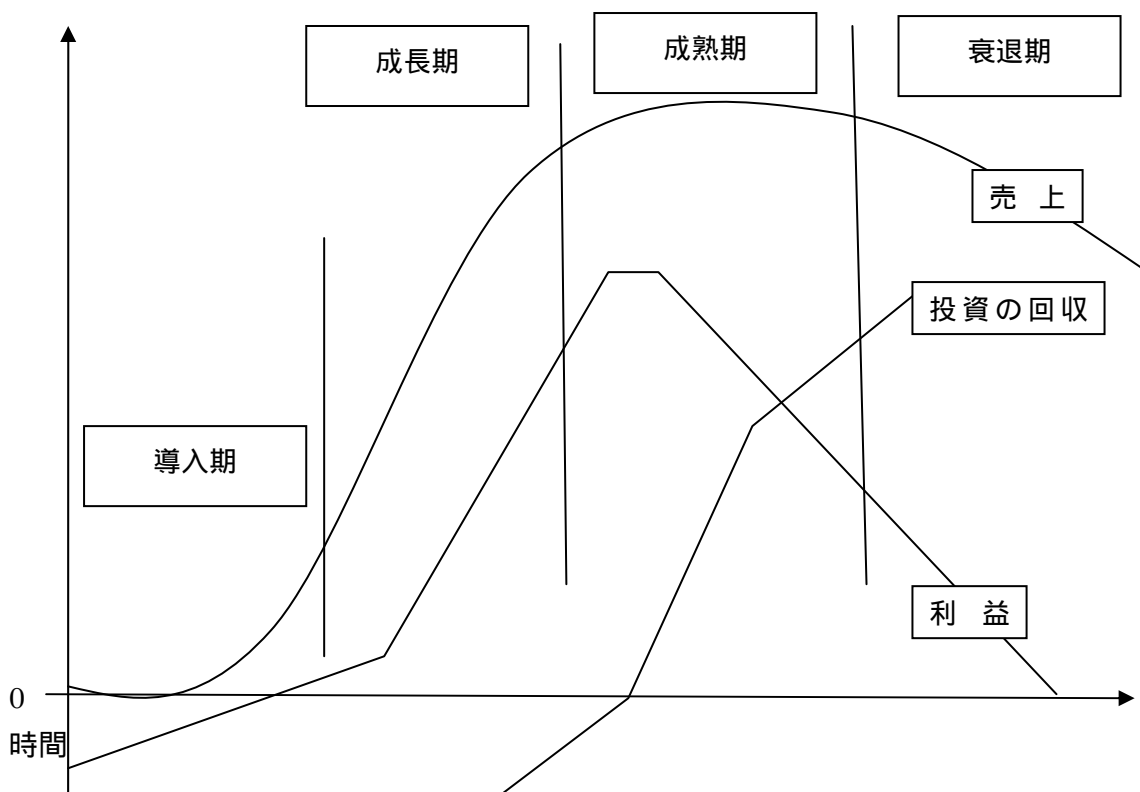 成長期
成熟期
衰退期
売　上
投資の回収
導入期
利　益
0
時間